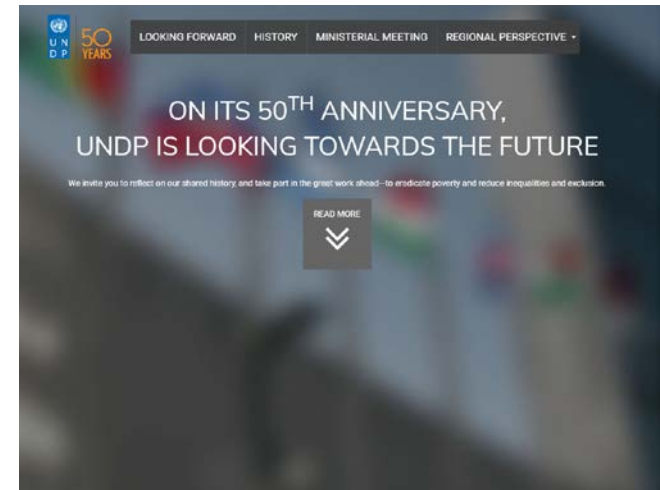 UN
DP
50
YEARS
LOOKING FORWARD HISTORY MINISTERIAL MEETING REGIONAL PERSPECTIVE
ON ITS 50TH ANNIVERSARY,
UNDP IS LOOKING TOWARDS THE FUTURE
We invite you to reflect on our shared history, and take part in the great work ahead—to eradicate poverty and reduce inequalities and exclusion.
READ MORE